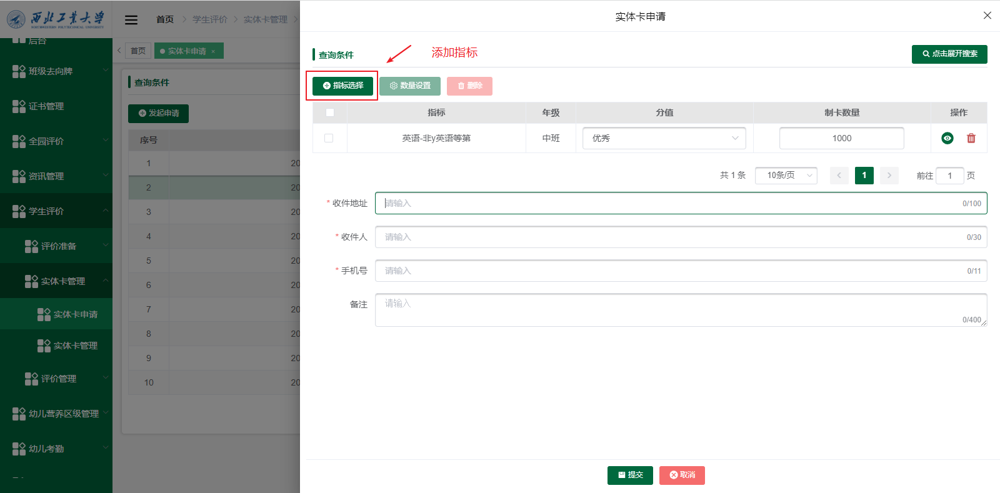 西北工业大学
NORTHWESTERN POLYTECHNICAL UNIVERSITY
后台
班级去向牌
证书管理
全园评价
资讯管理
学生评价
评价准备
实体卡管理
实体卡申请
实体卡管理
评价管理
幼儿营养区级管理
幼儿考勤
首页 > 学生评价 > 实体卡管理 >
首页
实体卡申请 ×
查询条件
发起申请
序号
1 20
2 20
3 20
4 20
5 20
6 20
7 20
8 20
9 20
10 20
实体卡申请
查询条件
添加指标
点击展开搜索
指标选择 数量设置 删除
指标 年级 分值 制卡数量 操作
英语-非y英语等第 中班 优秀 1000
共 1 条 10条/页 < 1 > 前往 1 页
* 收件地址 请输入 0/100
* 收件人 请输入 0/30
* 手机号 请输入 0/11
备注 请输入 0/400
提交 取消